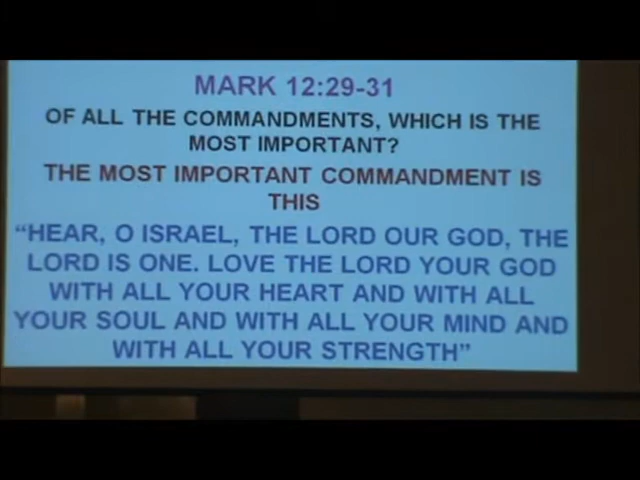 MARK 12:29-31
OF ALL THE COMMANDMENTS, WHICH IS THE
MOST IMPORTANT?
THE MOST IMPORTANT COMMANDMENT IS
THIS
“HEAR, O ISRAEL, THE LORD OUR GOD, THE
LORD IS ONE. LOVE THE LORD YOUR GOD
WITH ALL YOUR HEART AND WITH ALL
YOUR SOUL AND WITH ALL YOUR MIND AND
WITH ALL YOUR STRENGTH”